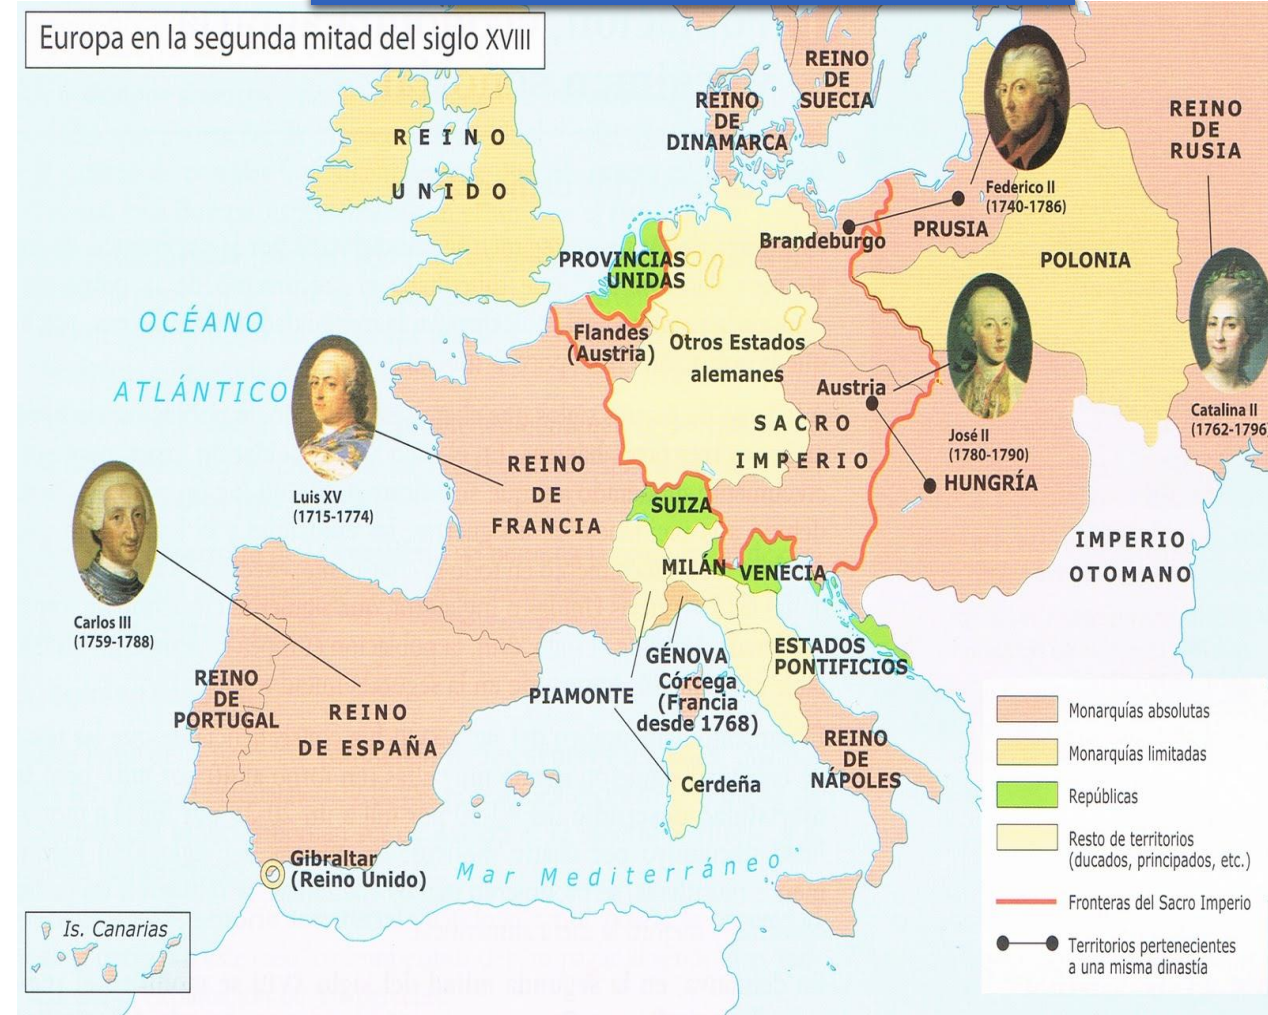 Europa en la segunda mitad del siglo XVIII
REINO
UNIDO
REINO
DE
DINAMARCA
REINO
DE
SUECIA
REINO
DE
RUSIA
Federico II
(1740-1786)
PRUSIA
Brandeburgo
POLONIA
PROVINCIAS
UNIDAS
OCÉANO
ATLÁNTICO
Flandes
(Austria)
Otros Estados
alemanes
Austria
SACRO
IMPERIO
José II
(1780-1790)
HUNGRÍA
Catalina II
(1762-1796
Luis XV
(1715-1774)
REINO
DE
FRANCIA
SUIZA
MILÁN
VENECIA
IMPERIO
OTOMANO
Carlos III
(1759-1788)
REINO
DE
PORTUGAL
REINO
DE ESPAÑA
PIAMONTE
GÉNOVA
Córcega
(Francia
desde 1768)
ESTADOS
PONTIFICIOS
REINO
DE
NÁPOLES
Cerdeña
Gibraltar
(Reino Unido)
Mar Mediterráneo
Is. Canarias
Monarquías absolutas
Monarquías limitadas
Repúblicas
Resto de territorios
(ducados, principados, etc.)
Fronteras del Sacro Imperio
Territorios pertenecientes
a una misma dinastía